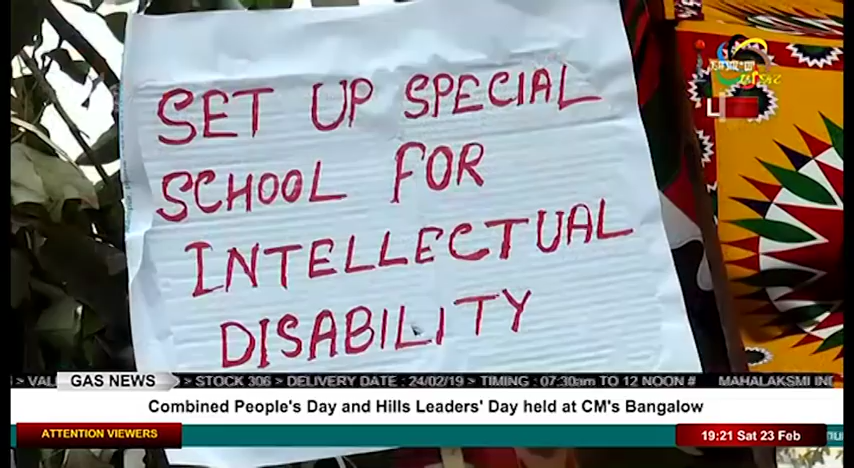 SET UP SPECIAL
SCHOOL FOR
INTELLECTUAL
DISABILITY
GAS NEWS
> STOCK 306 > DELIVERY DATE : 24/02/19 > TIMING : 07:30am TO 12 NOON #
Combined People's Day and Hills Leaders' Day held at CM's Bangalow
ATTENTION VIEWERS
19:21 Sat 23 Feb